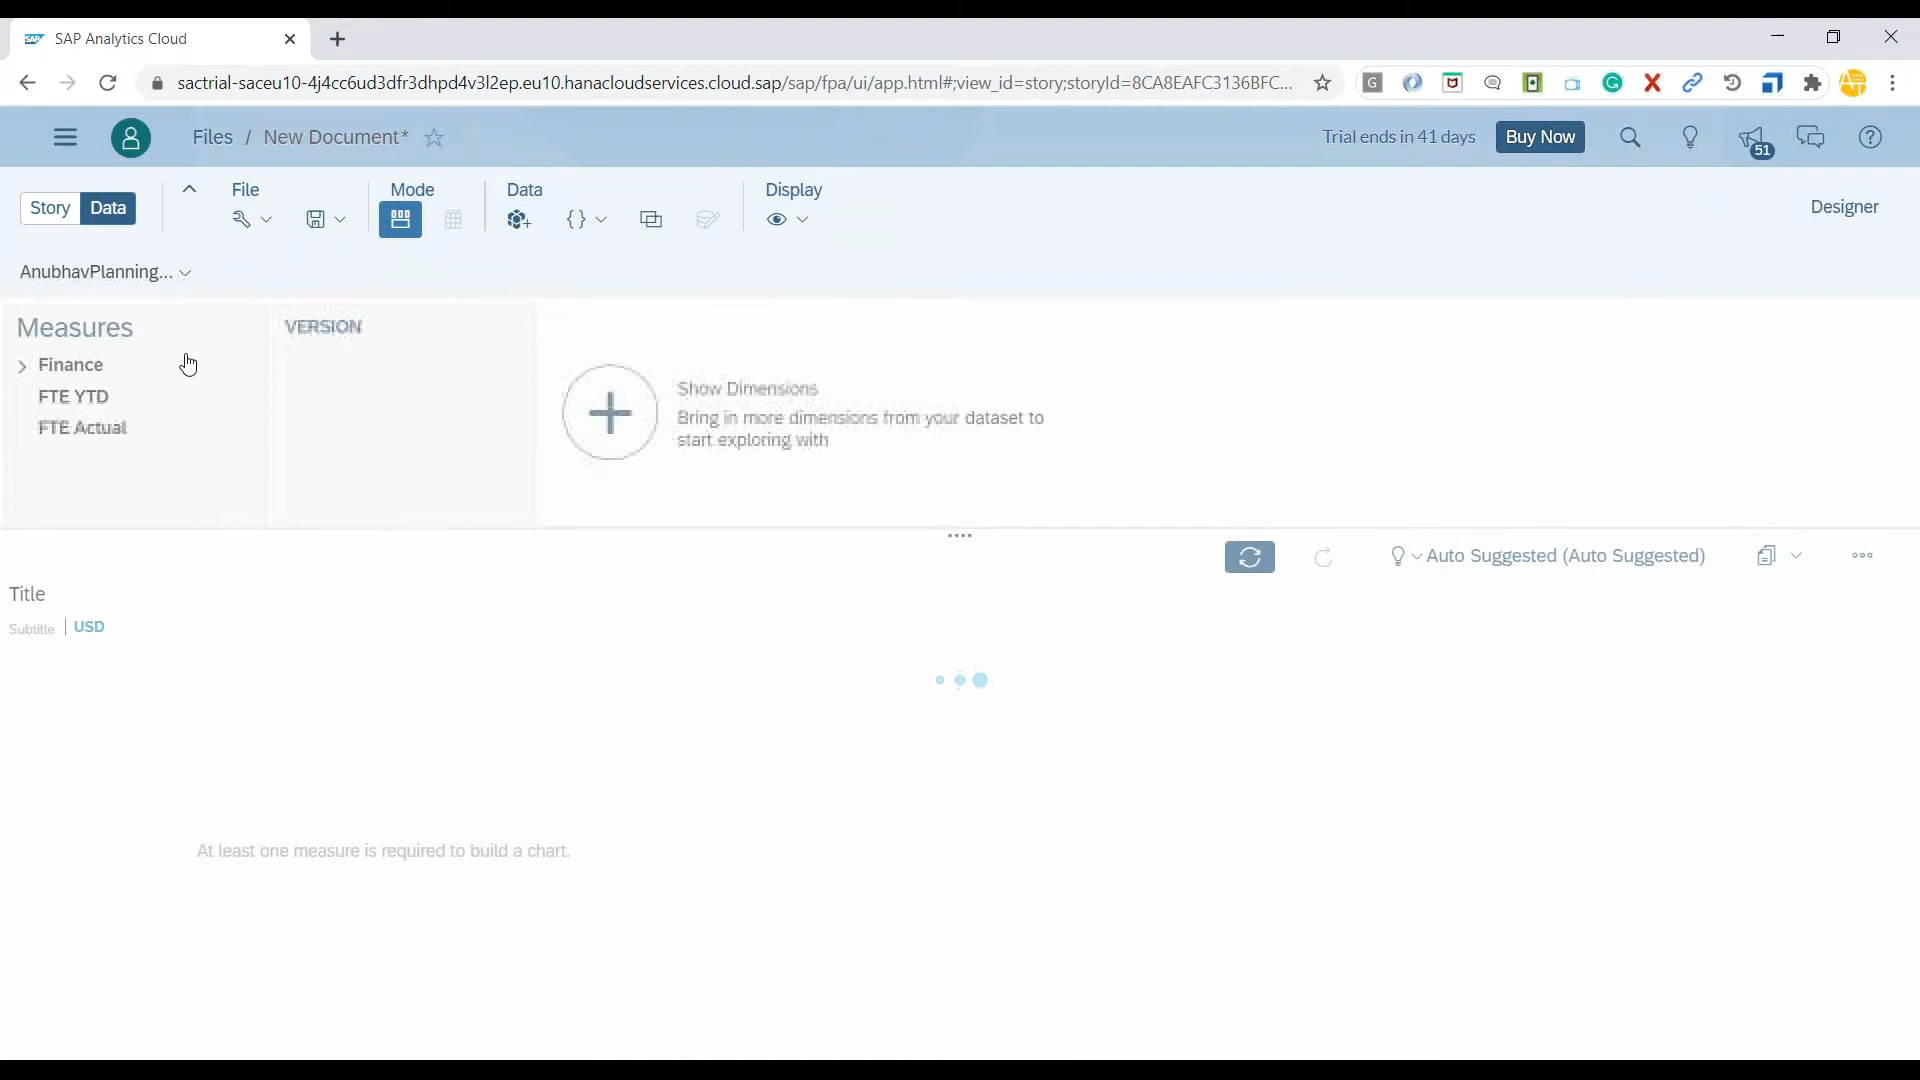 SAP SAP Analytics Cloud
sactrial-saceu10-4j4cc6ud3dfr3dhpd4v3l2ep.eu10.hanacloudservices.cloud.sap/sap/fpa/ui/app.html#;view_id=story;storyId=8CA8EAFC3136BFC...
Files / New Document*
Trial ends in 41 days
Buy Now
51
Story Data
File
Mode
Data
Display
Designer
AnubhavPlanning...
Measures
Finance
FTE YTD
FTE Actual
VERSION
Show Dimensions
Bring in more dimensions from your dataset to
start exploring with
Auto Suggested (Auto Suggested)
Title
Subtitle | USD
At least one measure is required to build a chart.